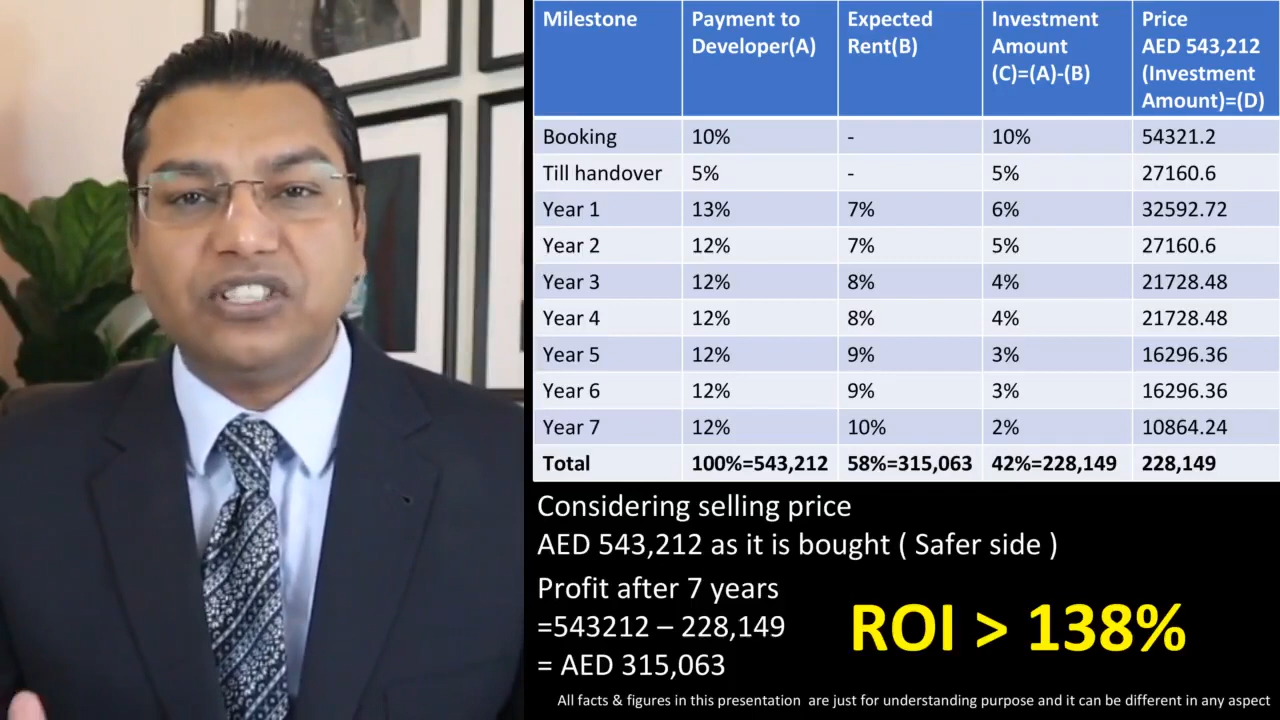 Milestone Payment to Developer(A) Expected Rent(B) Investment Amount (C)=(A)-(B) Price AED 543,212 (Investment Amount)=(D)
Booking 10% - 10% 54321.2
Till handover 5% - 5% 27160.6
Year 1 13% 7% 6% 32592.72
Year 2 12% 7% 5% 27160.6
Year 3 12% 8% 4% 21728.48
Year 4 12% 8% 4% 21728.48
Year 5 12% 9% 3% 16296.36
Year 6 12% 9% 3% 16296.36
Year 7 12% 10% 2% 10864.24
Total 100%=543,212 58%=315,063 42%=228,149 228,149
Considering selling price
AED 543,212 as it is bought ( Safer side )
Profit after 7 years
=543212 – 228,149
= AED 315,063
ROI > 138%
All facts & figures in this presentation are just for understanding purpose and it can be different in any aspect